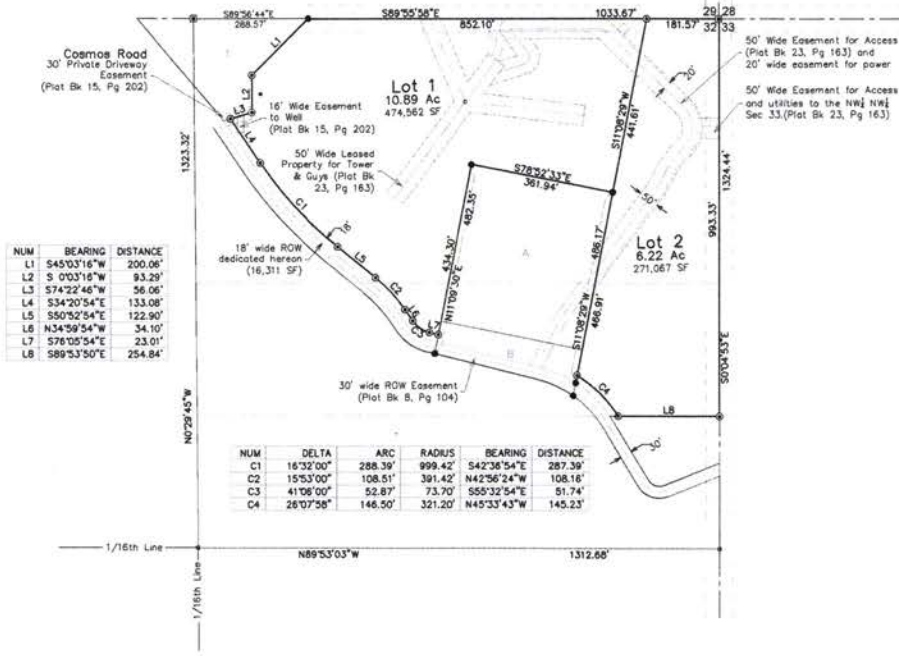 S89°56'44"E
268.57'
S89°55'58"E
852.10'
1033.67'
181.57'
29 28
32 33
Cosmos Road
30' Private Driveway
Easement
(Plat Bk 15, Pg 202)
L1
L2
L3
L4
16' Wide Easement
to Well
(Plat Bk 15, Pg 202)
Lot 1
10.89 Ac
474,562 SF
50' Wide Leased
Property for Tower
& Guys (Plat Bk
23, Pg 163)
20'
50' Wide Easement for Access
(Plat Bk 23, Pg 163) and
20' wide easement for power
50' Wide Easement for Access
and utilities to the NW¼ NW¼
Sec 33.(Plat Bk 23, Pg 163)
1323.32'
S11°08'29"W
441.61'
1324.44'
S78°52'33"E
361.94'
C1
18'
482.35'
434.30'
N11°09'30"E
50'
993.33'
486.17'
466.91'
S11°08'29"W
A
Lot 2
6.22 Ac
271,067 SF
18' wide ROW
dedicated hereon
(16,311 SF)
L5
C2
L6
C3
L7
B
NUM BEARING DISTANCE
L1 S45°03'16"W 200.06'
L2 S 0°03'16"W 93.29'
L3 S74°22'46"W 56.06'
L4 S34°20'54"E 133.08'
L5 S50°52'54"E 122.90'
L6 N34°59'54"W 34.10'
L7 S76°05'54"E 23.01'
L8 S89°53'50"E 254.84'
30' wide ROW Easement
(Plat Bk 8, Pg 104)
C4
L8
S0°04'53"E
30'
N0°29'45"W
NUM DELTA ARC RADIUS BEARING DISTANCE
C1 16°32'00" 288.39' 999.42' S42°36'54"E 287.39'
C2 15°53'00" 108.51' 391.42' N42°56'24"W 108.16'
C3 41°06'00" 52.87' 73.70' S55°32'54"E 51.74'
C4 26°07'58" 146.50' 321.20' N45°33'43"W 145.23'
1/16th Line
N89°53'03"W
1312.68'
1/16th Line